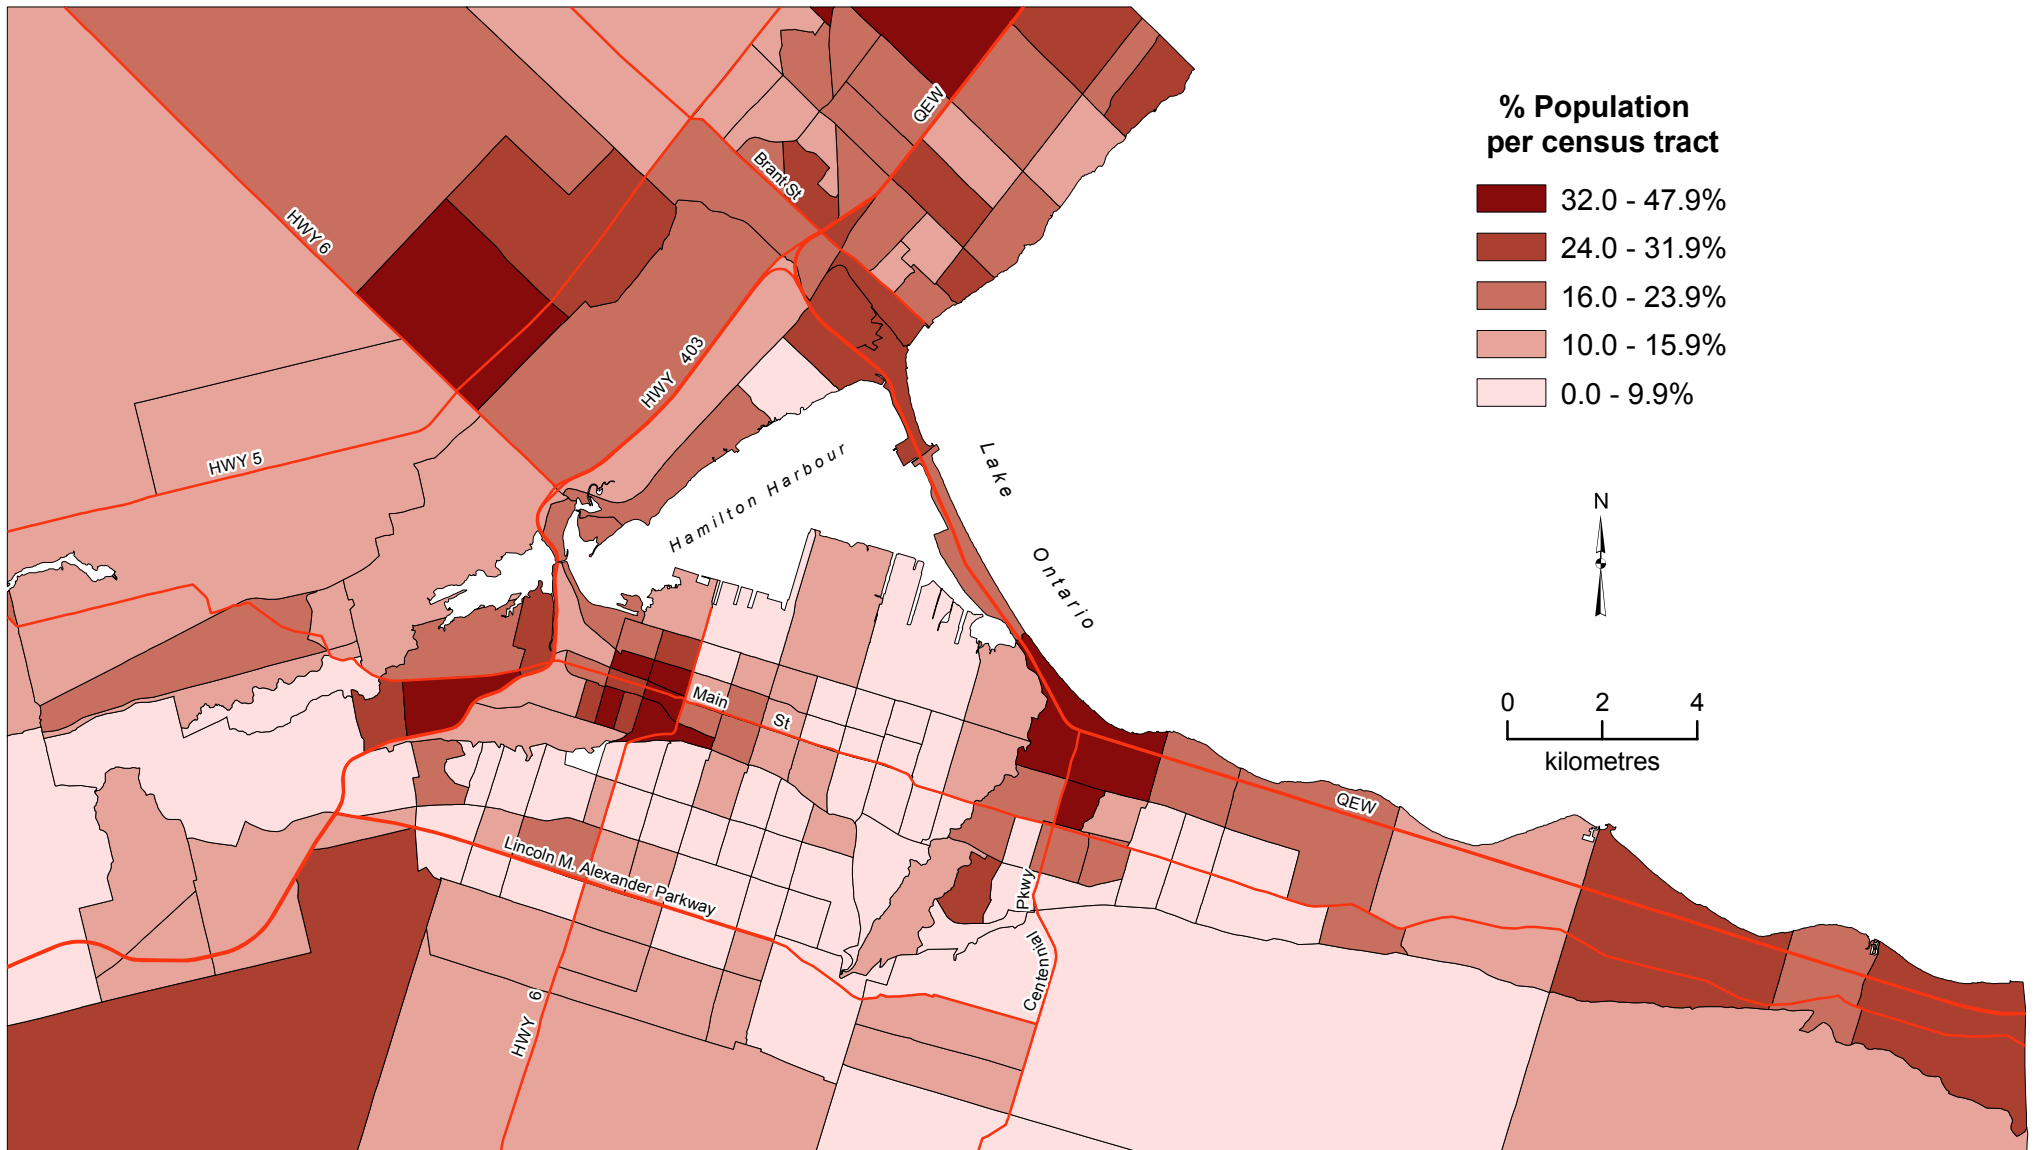 % Population
per census tract
32.0 - 47.9%
24.0 - 31.9%
16.0 - 23.9%
10.0 - 15.9%
0.0 - 9.9%
QEW
Brant St
HWY 6
HWY 403
HWY 5
Hamilton Harbour
Lake
Ontario
N
0 2 4
kilometres
Main St
QEW
Lincoln M. Alexander Parkway
Centennial Pkwy
HWY 6